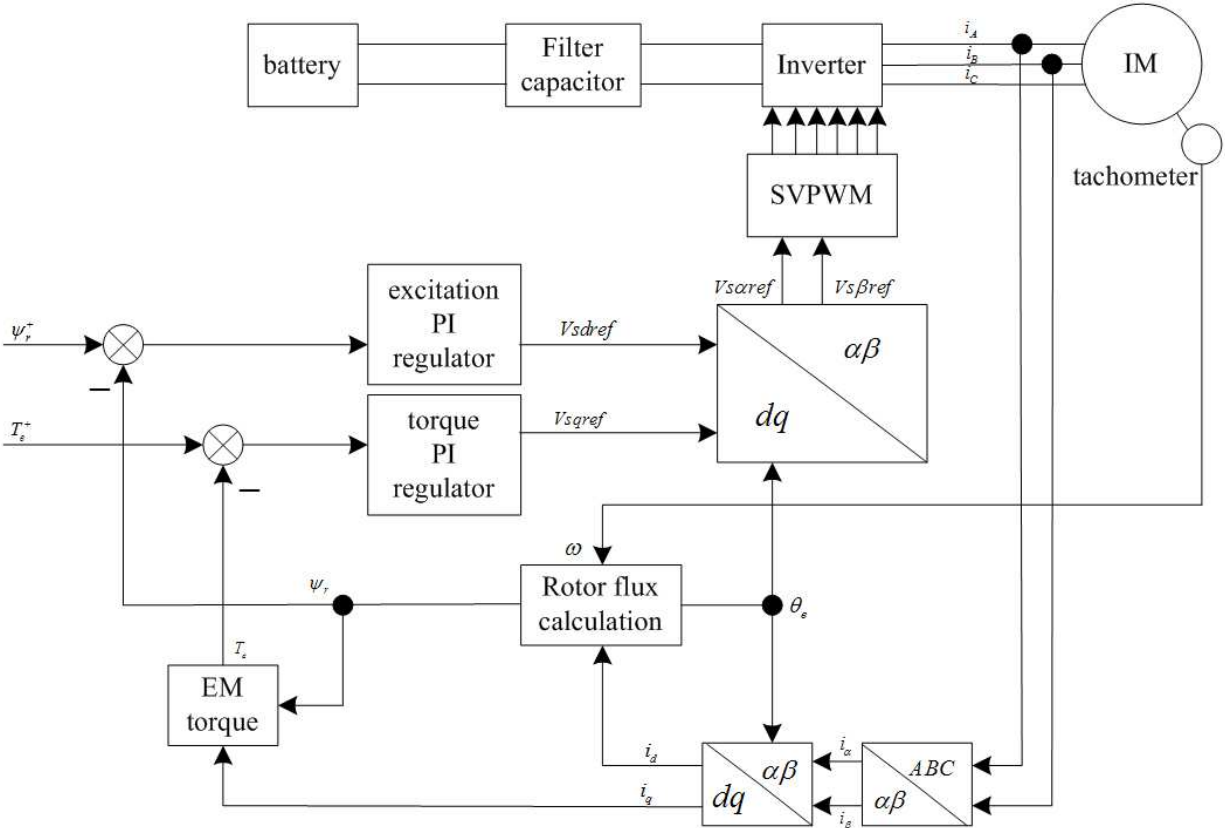 battery
Filter
capacitor
Inverter
i_A
i_B
i_C
IM
tachometer
SVPWM
Vsαref
Vsβref
excitation
PI
regulator
ψ_r^+
Vsdref
αβ
dq
torque
PI
regulator
T_e^+
Vsqref
ω
Rotor flux
calculation
ψ_r
θ_e
T_e
EM
torque
i_d
i_q
αβ
dq
i_α
i_β
ABC
αβ